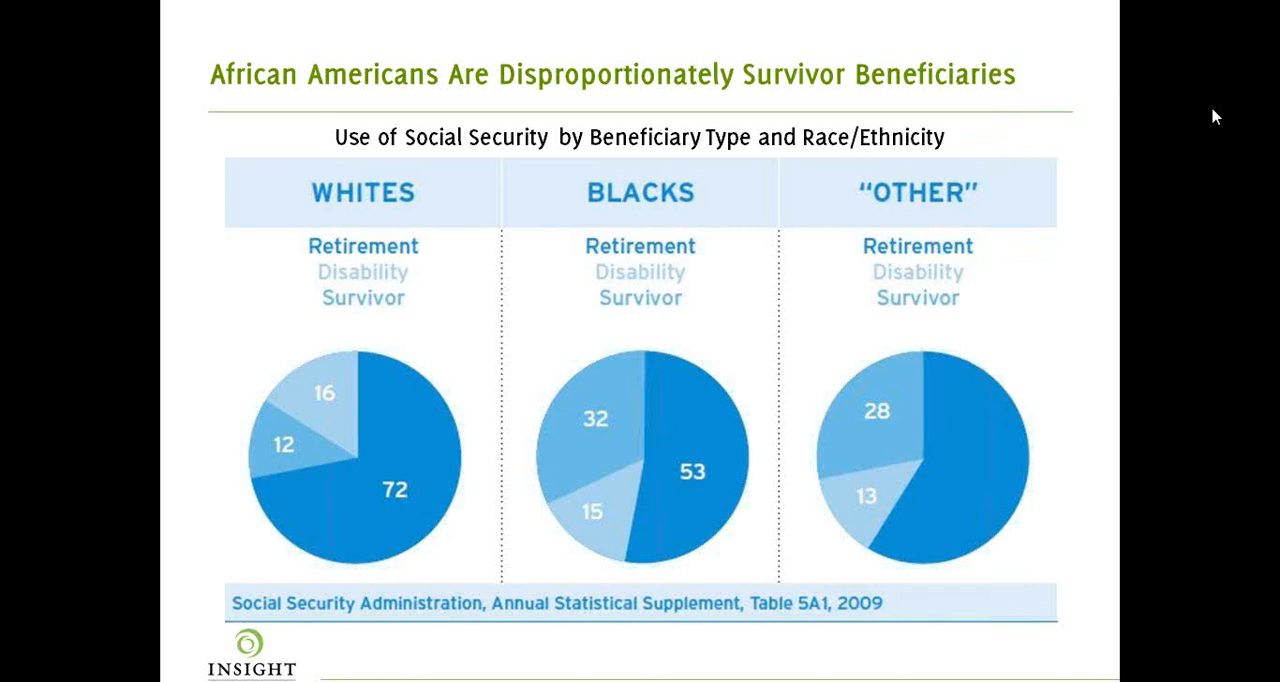 African Americans Are Disproportionately Survivor Beneficiaries
Use of Social Security by Beneficiary Type and Race/Ethnicity
WHITES
BLACKS
“OTHER”
Retirement
Disability
Survivor
Retirement
Disability
Survivor
Retirement
Disability
Survivor
16
12
72
32
53
15
28
13
Social Security Administration, Annual Statistical Supplement, Table 5A1, 2009
INSIGHT